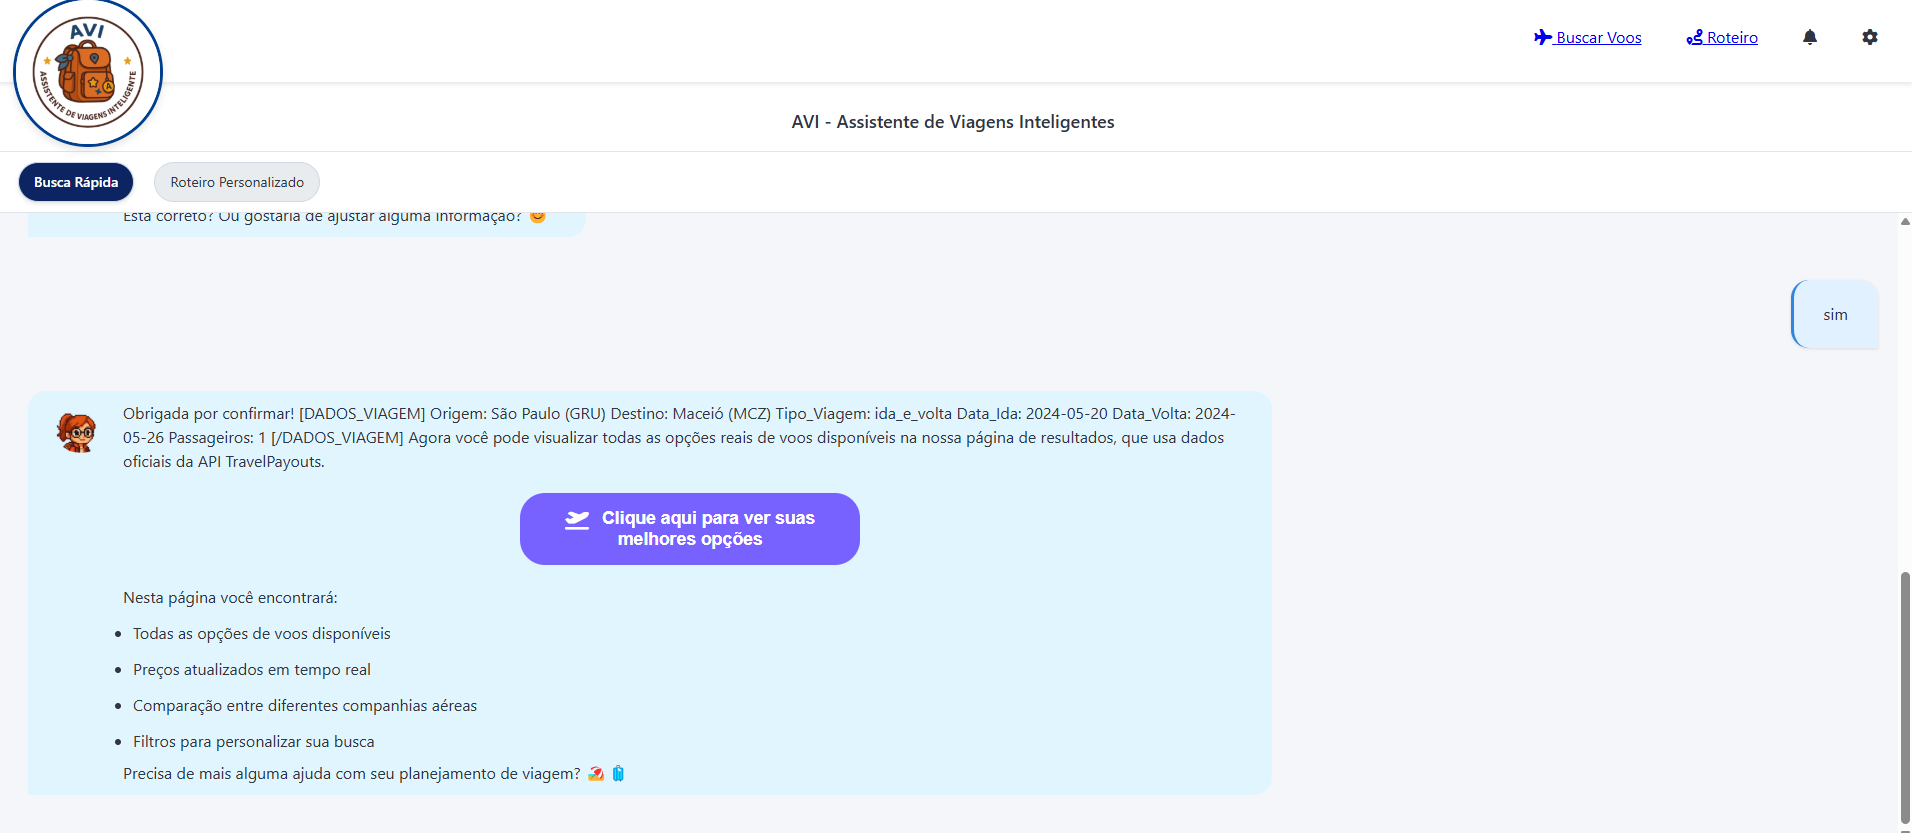 AVI
ASSISTENTE DE VIAGENS INTELIGENTE
Buscar Voos
Roteiro
AVI - Assistente de Viagens Inteligentes
Busca Rápida
Roteiro Personalizado
Está correto? Ou gostaria de ajustar alguma informação? 😊
sim
Obrigada por confirmar! [DADOS_VIAGEM] Origem: São Paulo (GRU) Destino: Maceió (MCZ) Tipo_Viagem: ida_e_volta Data_Ida: 2024-05-20 Data_Volta: 2024-
05-26 Passageiros: 1 [/DADOS_VIAGEM] Agora você pode visualizar todas as opções reais de voos disponíveis na nossa página de resultados, que usa dados
oficiais da API TravelPayouts.
Clique aqui para ver suas
melhores opções
Nesta página você encontrará:
• Todas as opções de voos disponíveis
• Preços atualizados em tempo real
• Comparação entre diferentes companhias aéreas
• Filtros para personalizar sua busca
Precisa de mais alguma ajuda com seu planejamento de viagem? 🏖️ 🧳